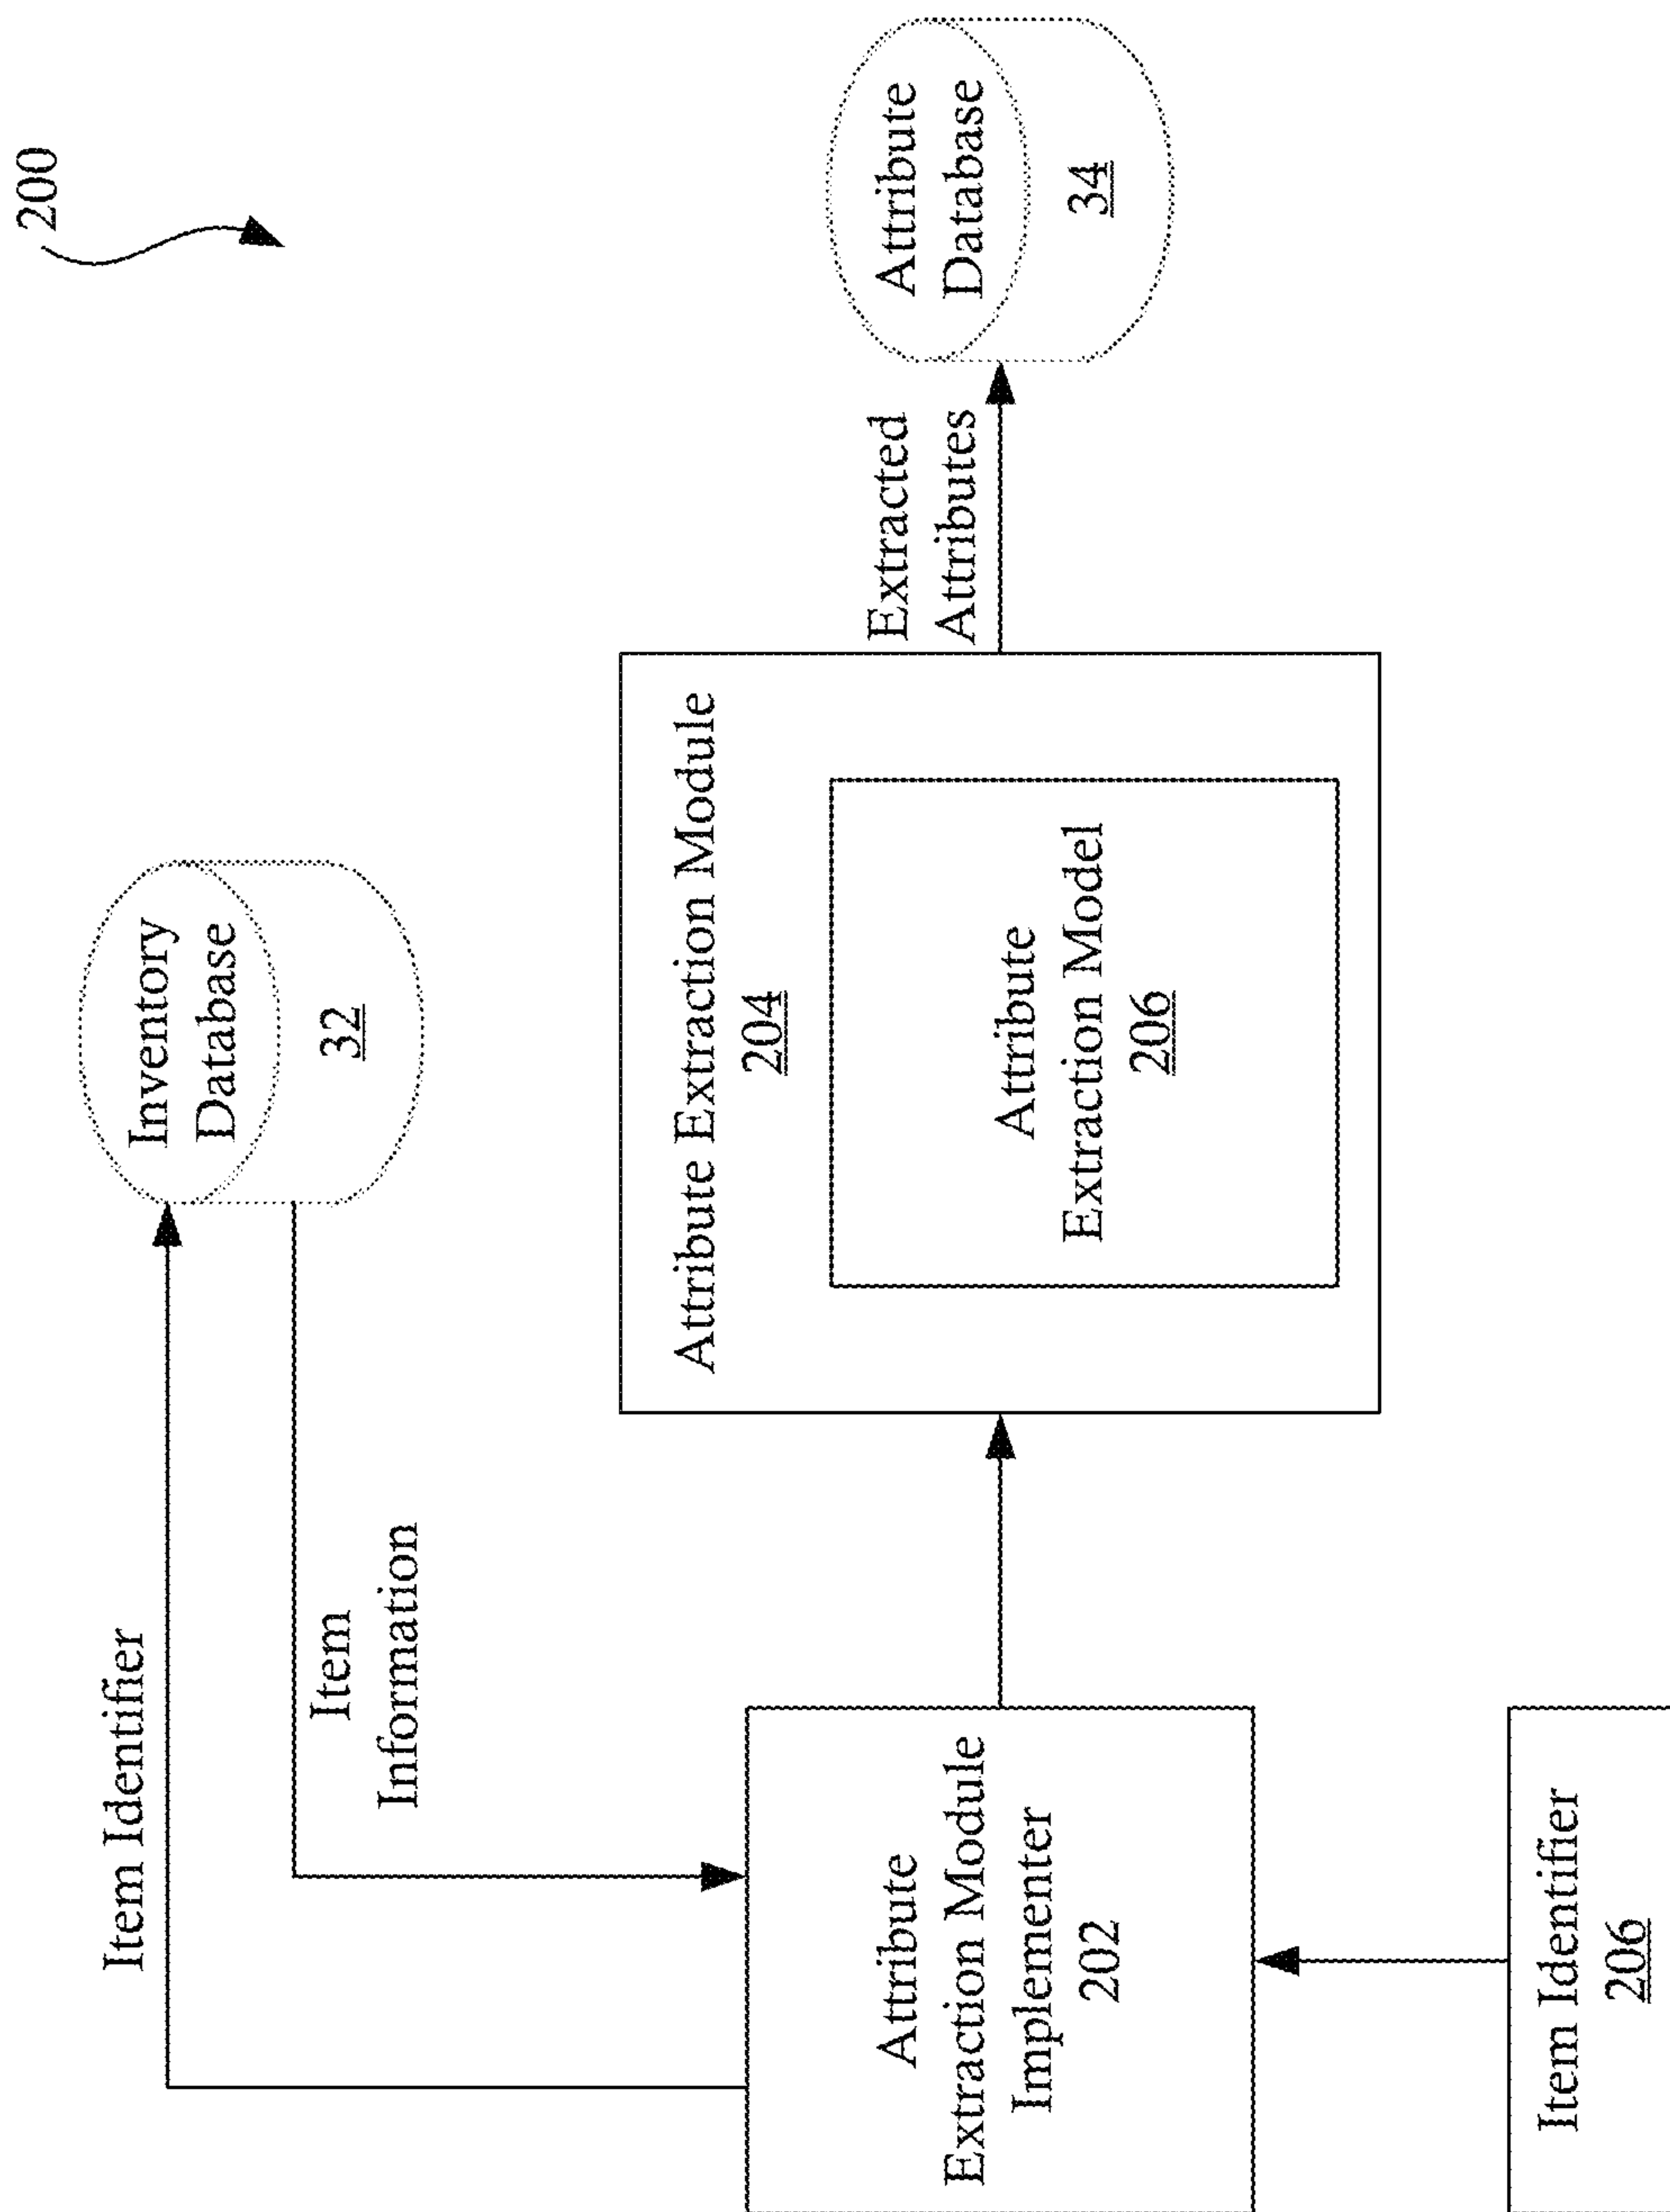 200
Item Identifier
Inventory
Database
32
Item
Information
Attribute
Extraction Module
Implementer
202
Attribute Extraction Module
204
Attribute
Extraction Model
206
Extracted
Attributes
Attribute
Database
34
Item Identifier
206